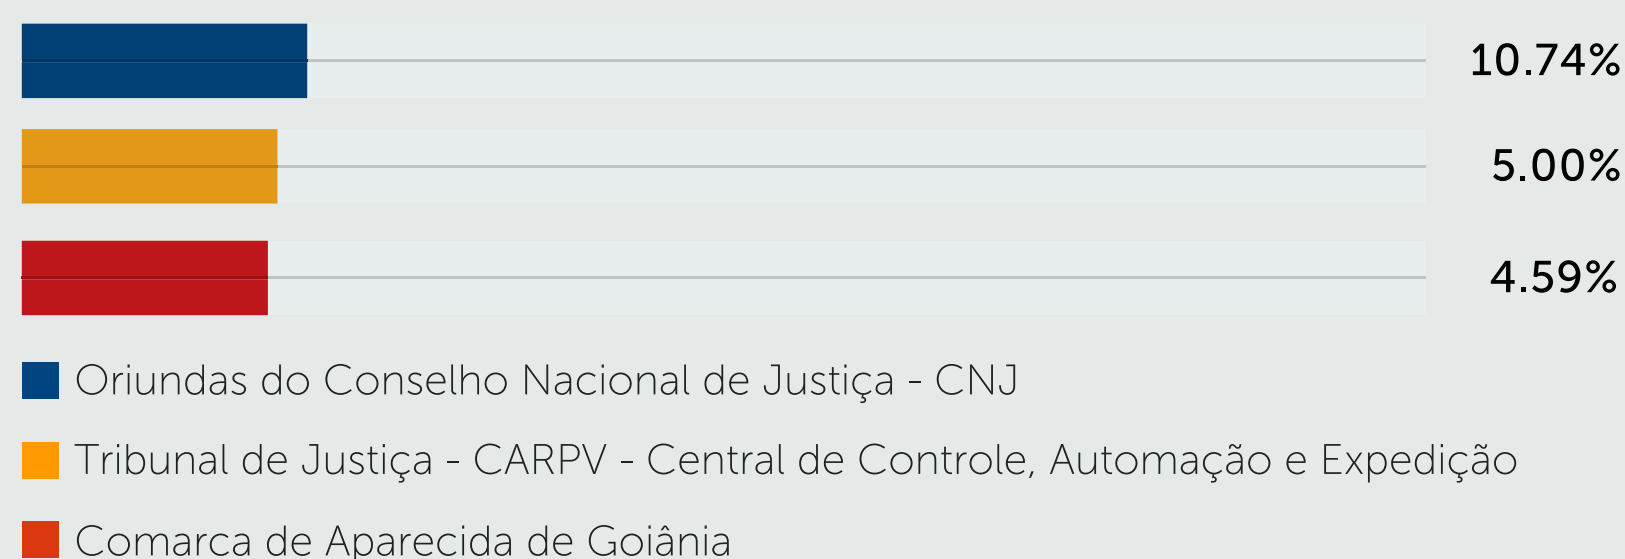 10.74%
5.00%
4.59%
Oriundas do Conselho Nacional de Justiça - CNJ
Tribunal de Justiça - CARPV - Central de Controle, Automação e Expedição
Comarca de Aparecida de Goiânia